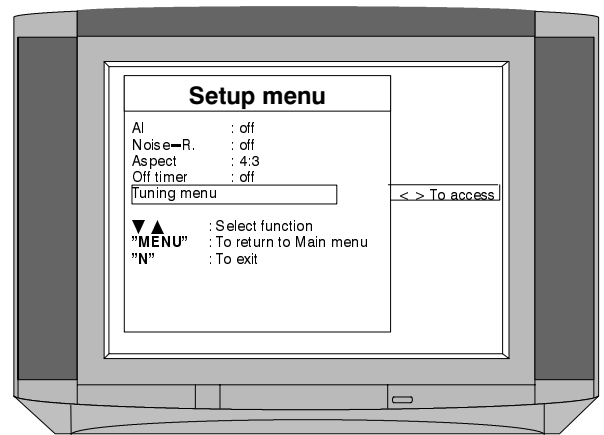 Setup menu
AI : off
Noise–R. : off
Aspect : 4:3
Off timer : off
Tuning menu
< > To access
▼ ▲ : Select function
"MENU" : To return to Main menu
"N" : To exit